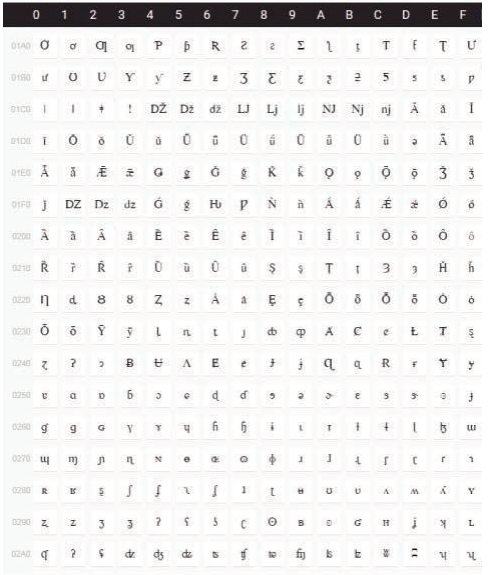 0 1 2 3 4 5 6 7 8 9 A B C D E F
01A0 Ơ ơ Ƣ ƣ Ƥ ƥ Ʀ Ƨ ƨ Ʃ ƪ ƫ Ƭ ƭ Ʈ Ư
01B0 ư Ʊ Ʋ Ƴ ƴ Ƶ ƶ Ʒ Ƹ ƹ ƺ ƻ Ƽ ƽ ƾ ƿ
01C0 ǀ ǁ ǂ ǃ Ǆ ǅ ǆ Ǉ ǈ ǉ Ǌ ǋ ǌ Ǎ ǎ Ǐ
01D0 ǐ Ǒ ǒ Ǔ ǔ Ǖ ǖ Ǘ ǘ Ǚ ǚ Ǜ ǜ ǝ Ǟ ǟ
01E0 Ǡ ǡ Ǣ ǣ Ǥ ǥ Ǧ ǧ Ǩ ǩ Ǫ ǫ Ǭ ǭ Ǯ ǯ
01F0 ǰ Ǳ ǲ ǳ Ǵ ǵ Ƕ Ƿ Ǹ ǹ Ǻ ǻ Ǽ ǽ Ǿ ǿ
0200 Ȁ ȁ Ȃ ȃ Ȅ ȅ Ȇ ȇ Ȉ ȉ Ȋ ȋ Ȍ ȍ Ȏ ȏ
0210 Ȑ ȑ Ȓ ȓ Ȕ ȕ Ȗ ȗ Ș ș Ț ț Ȝ ȝ Ȟ ȟ
0220 Ƞ ȡ Ȣ ȣ Ȥ ȥ Ȧ ȧ Ȩ ȩ Ȫ ȫ Ȭ ȭ Ȯ ȯ
0230 Ȱ ȱ Ȳ ȳ ȴ ȵ ȶ ȷ ȸ ȹ Ⱥ Ȼ ȼ Ƚ Ⱦ ȿ
0240 ɀ Ɂ ɂ Ƀ Ʉ Ʌ Ɇ ɇ Ɉ ɉ Ɋ ɋ Ɍ ɍ Ɏ ɏ
0250 ɐ ɑ ɒ ɓ ɔ ɕ ɖ ɗ ɘ ə ɚ ɛ ɜ ɝ ɞ ɟ
0260 ɠ ɡ ɢ ɣ ɤ ɥ ɦ ɧ ɨ ɩ ɪ ɫ ɬ ɭ ɮ ɯ
0270 ɰ ɱ ɲ ɳ ɴ ɵ ɶ ɷ ɸ ɹ ɺ ɻ ɼ ɽ ɾ ɿ
0280 ʀ ʁ ʂ ʃ ʄ ʅ ʆ ʇ ʈ ʉ ʊ ʋ ʌ ʍ ʎ ʏ
0290 ʐ ʑ ʒ ʓ ʔ ʕ ʖ ʗ ʘ ʙ ʚ ʛ ʜ ʝ ʞ ʟ
02A0 ʠ ʡ ʢ ʣ ʤ ʥ ʦ ʧ ʨ ʩ ʪ ʫ ʬ ʭ ʮ ʯ